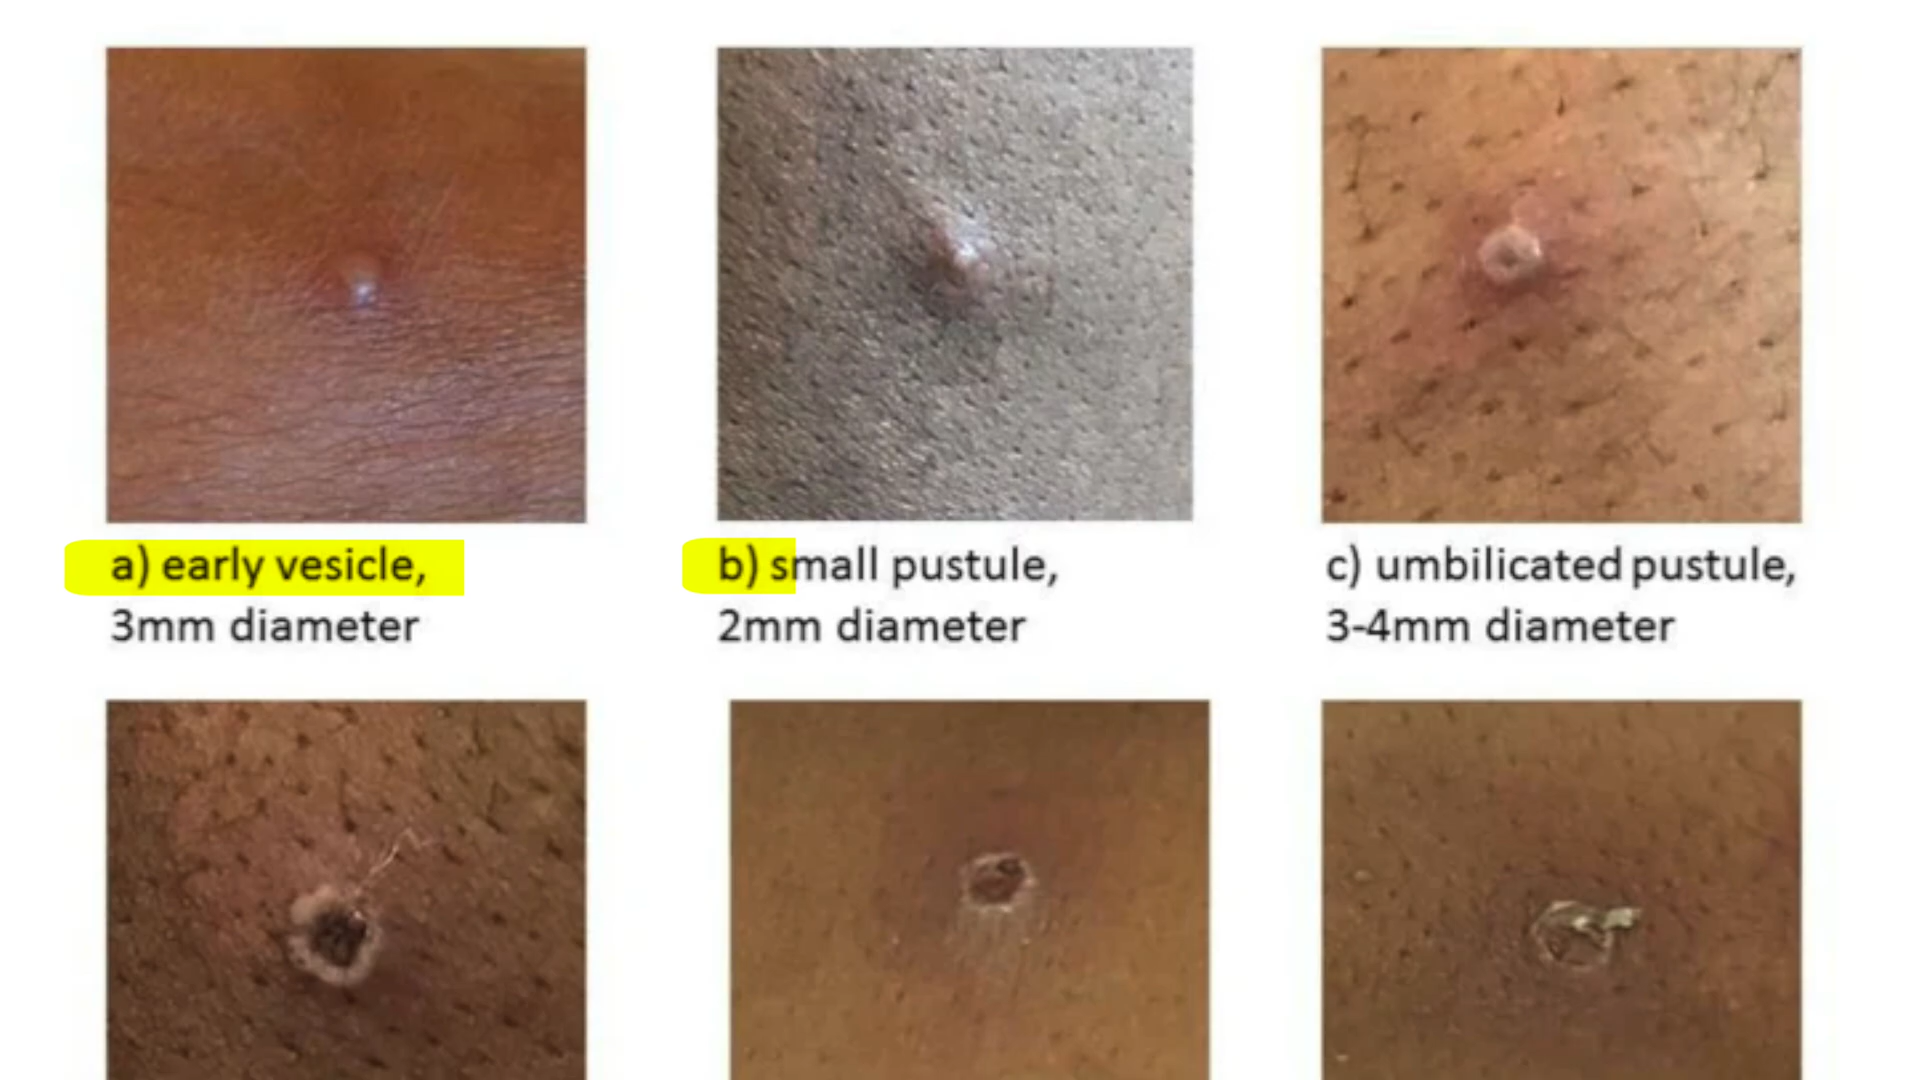 a) early vesicle,
3mm diameter
b) small pustule,
2mm diameter
c) umbilicated pustule,
3-4mm diameter